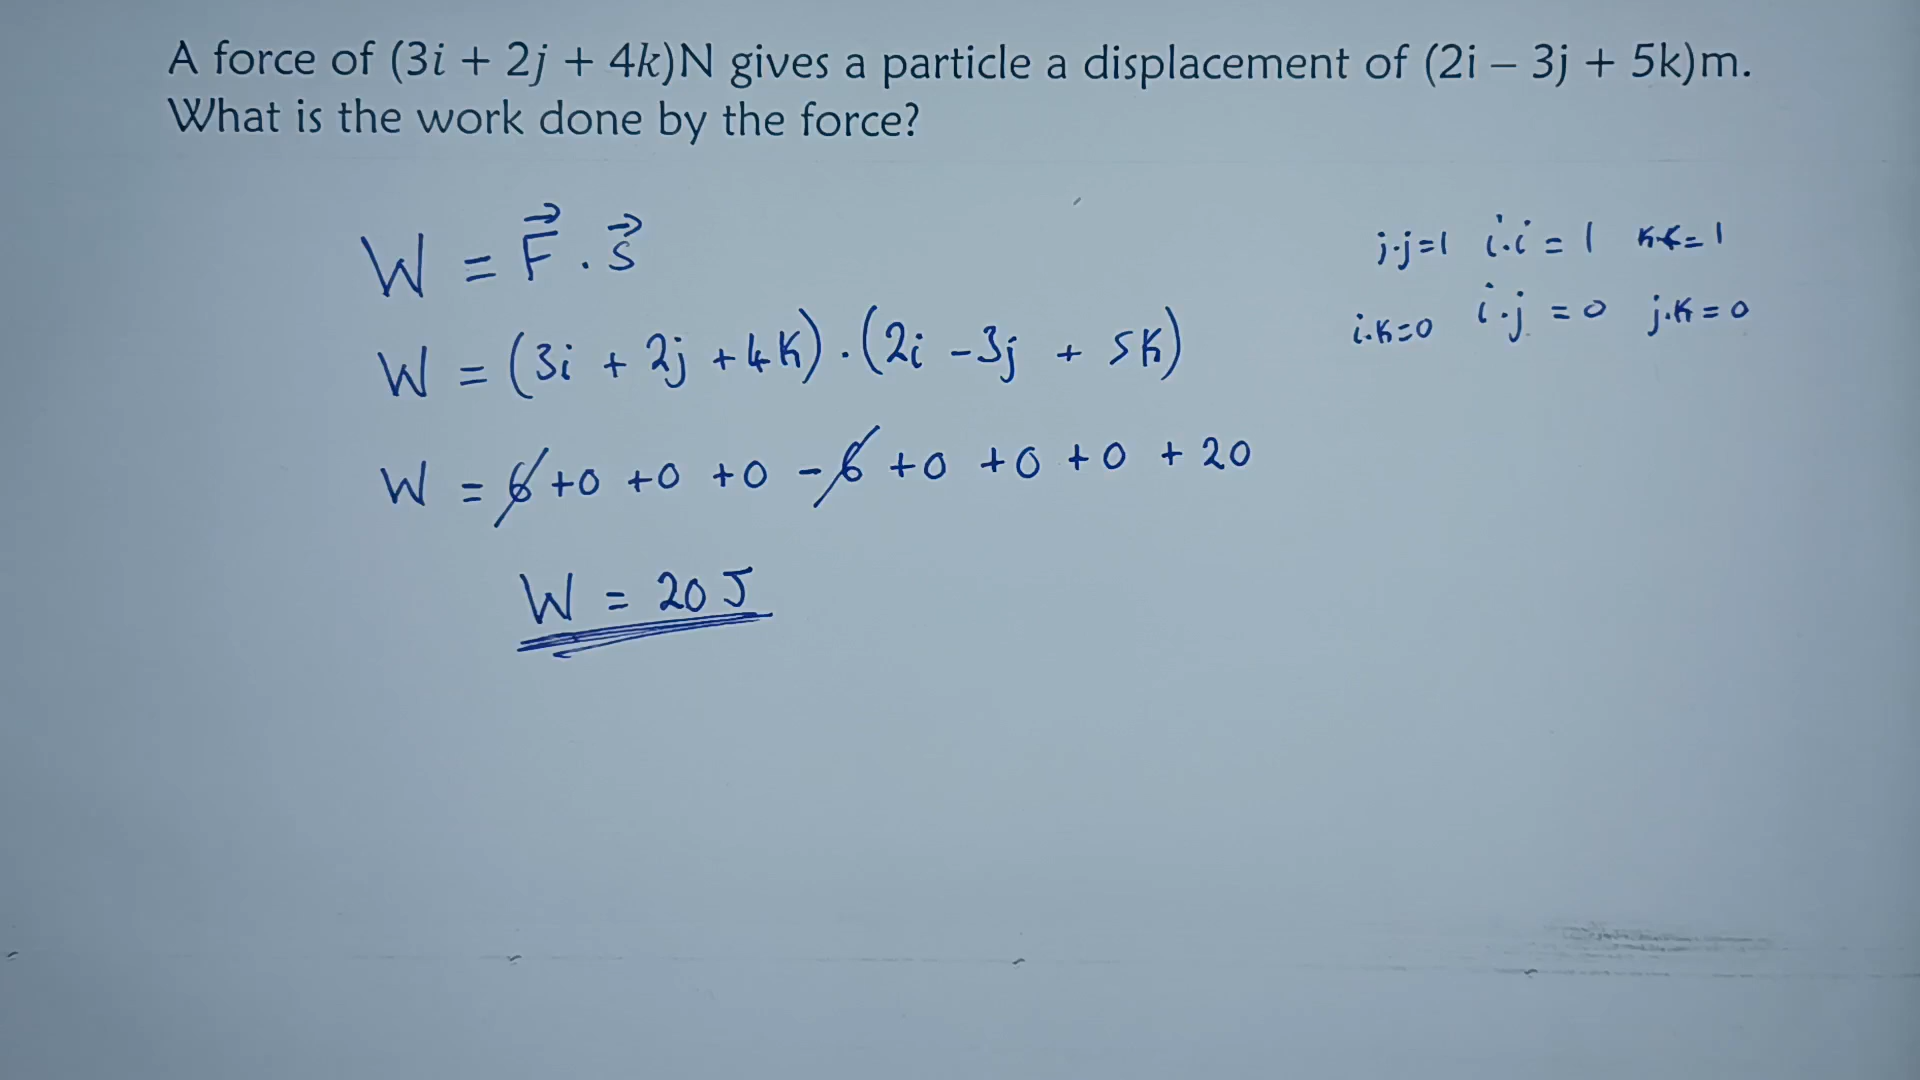 A force of (3i + 2j + 4k)N gives a particle a displacement of (2i – 3j + 5k)m.
What is the work done by the force?
W = F⃗ . s⃗
j.j=1 i.i = 1 k.k=1
i.k=0 i.j = 0 j.k = 0
W = (3i + 2j + 4k) . (2i - 3j + 5k)
W = 6 + 0 + 0 + 0 - 6 + 0 + 0 + 0 + 20
W = 20 J